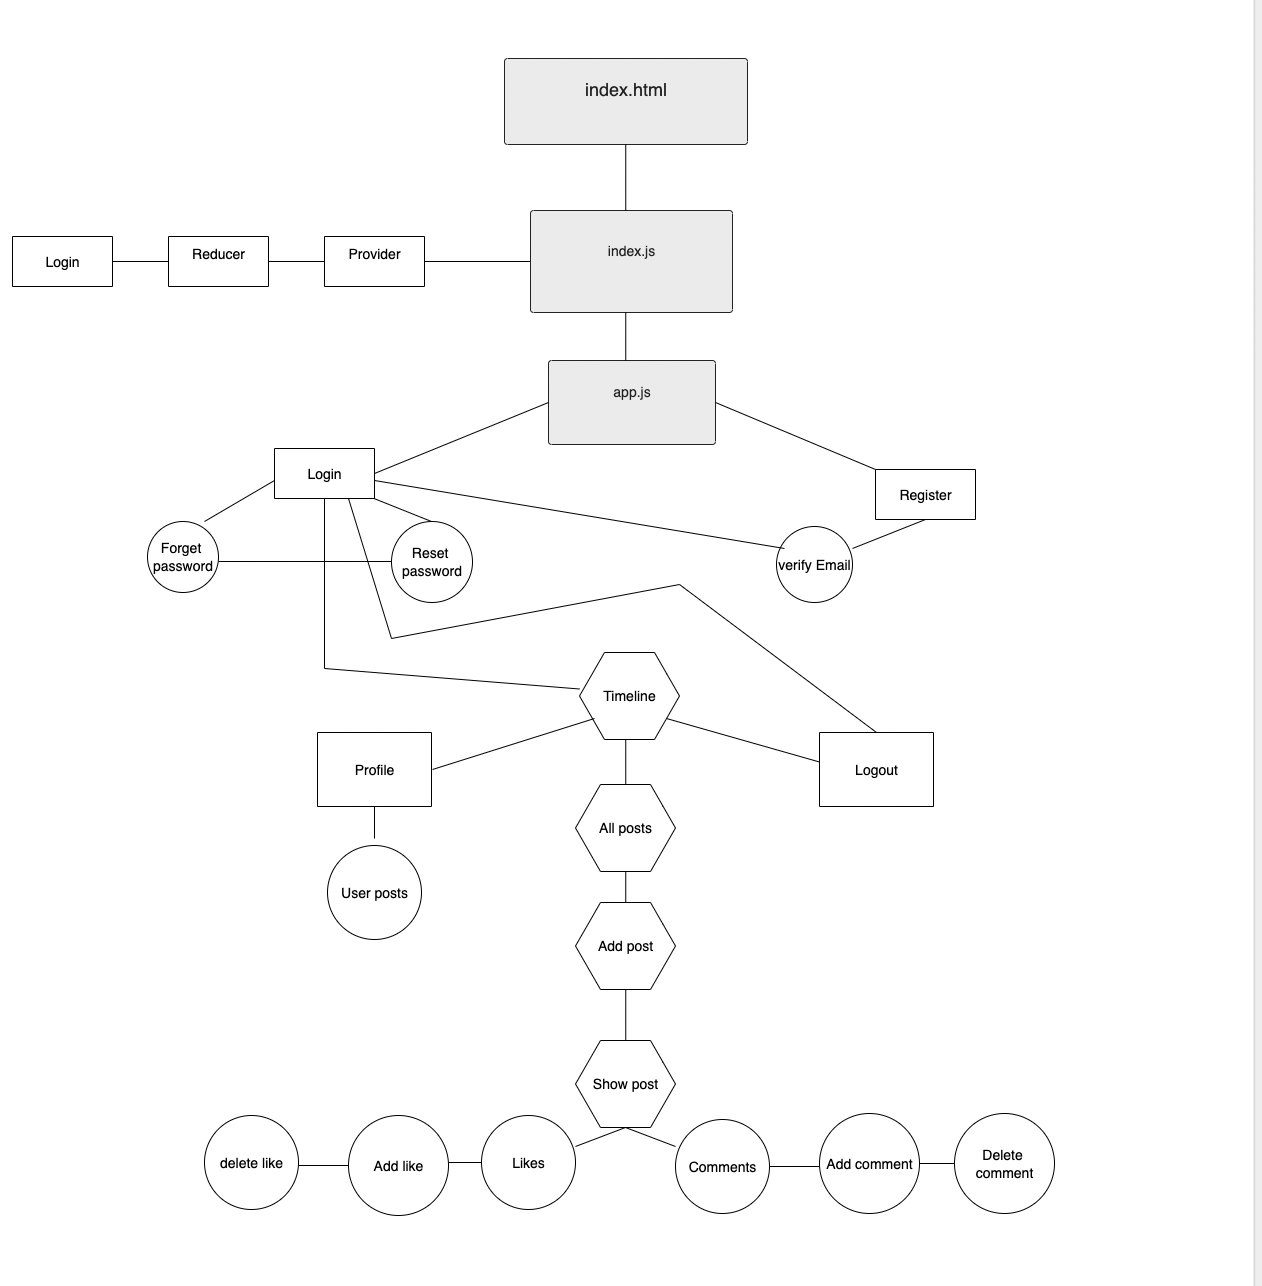 index.html
index.js
Login
Reducer
Provider
app.js
Login
Register
Forget
password
Reset
password
verify Email
Timeline
Profile
Logout
All posts
User posts
Add post
Show post
delete like
Add like
Likes
Comments
Add comment
Delete
comment